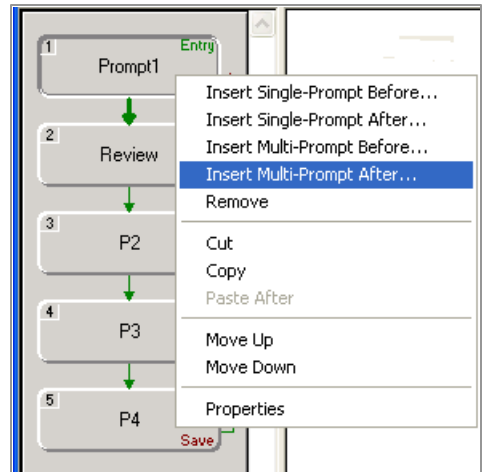 1 Entry
Prompt1
2
Review
3
P2
4
P3
5
P4
Save
Insert Single-Prompt Before...
Insert Single-Prompt After...
Insert Multi-Prompt Before...
Insert Multi-Prompt After...
Remove
Cut
Copy
Paste After
Move Up
Move Down
Properties